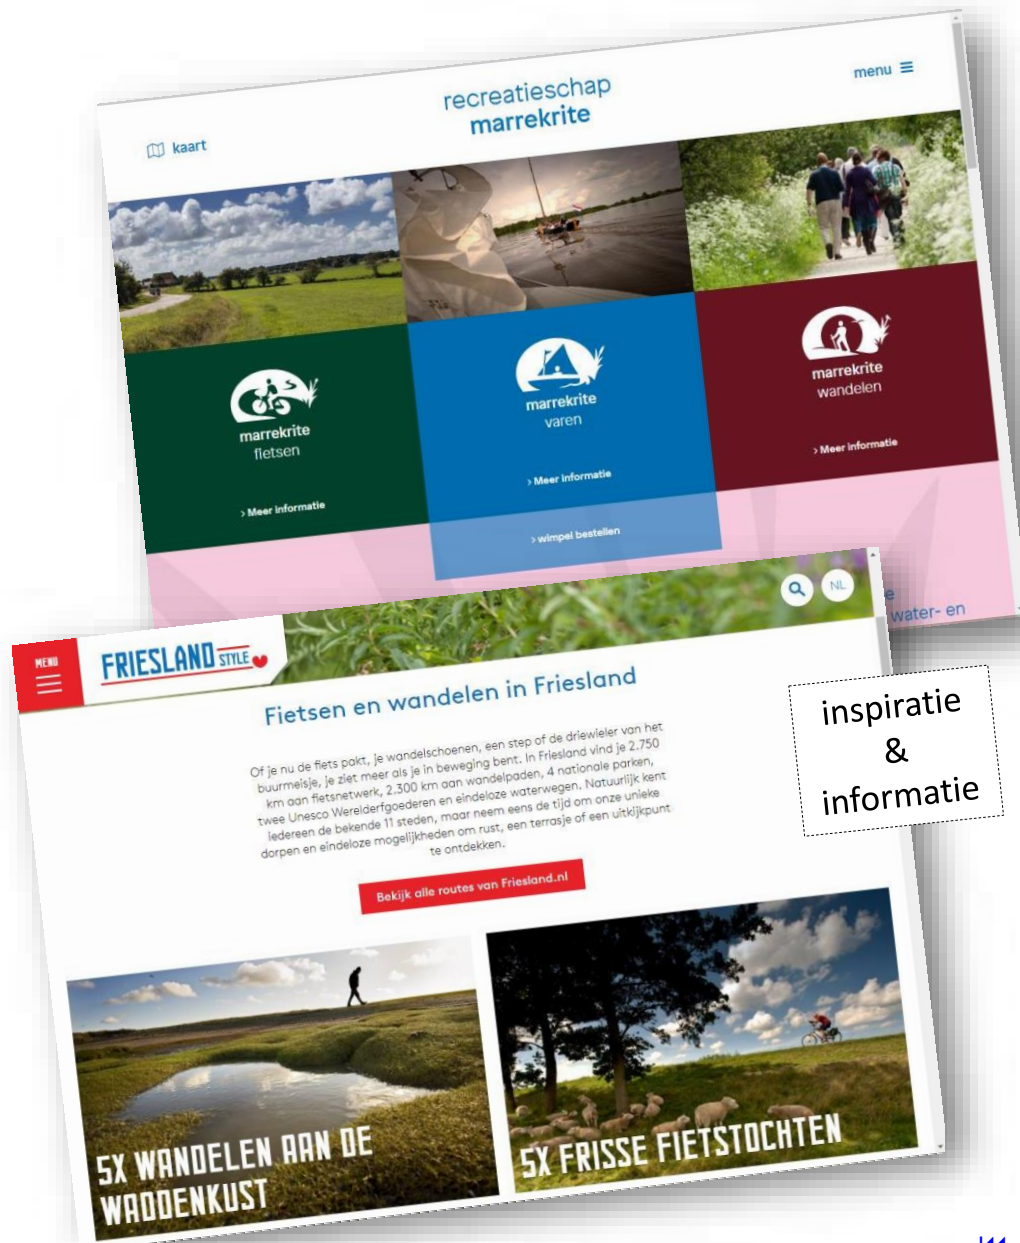 recreatieschap
marrekrite
kaart
menu
marrekrite
fietsen
> Meer informatie
marrekrite
varen
> Meer informatie
> wimpel bestellen
marrekrite
wandelen
> Meer informatie
e
water- en
MENU
FRIESLAND STYLE
NL
Fietsen en wandelen in Friesland
Of je nu de fiets pakt, je wandelschoenen, een step of de driewieler van het
buurmeisje, je ziet meer als je in beweging bent. In Friesland vind je 2.750
km aan fietsnetwerk, 2.300 km aan wandelpaden, 4 nationale parken,
twee Unesco Werelderfgoederen en eindeloze waterwegen. Natuurlijk kent
iedereen de bekende 11 steden, maar neem eens de tijd om onze unieke
dorpen en eindeloze mogelijkheden om rust, een terrasje of een uitkijkpunt
te ontdekken.
Bekijk alle routes van Friesland.nl
5X WANDELEN AAN DE
WADDENKUST
5X FRISSE FIETSTOCHTEN
inspiratie
&
informatie